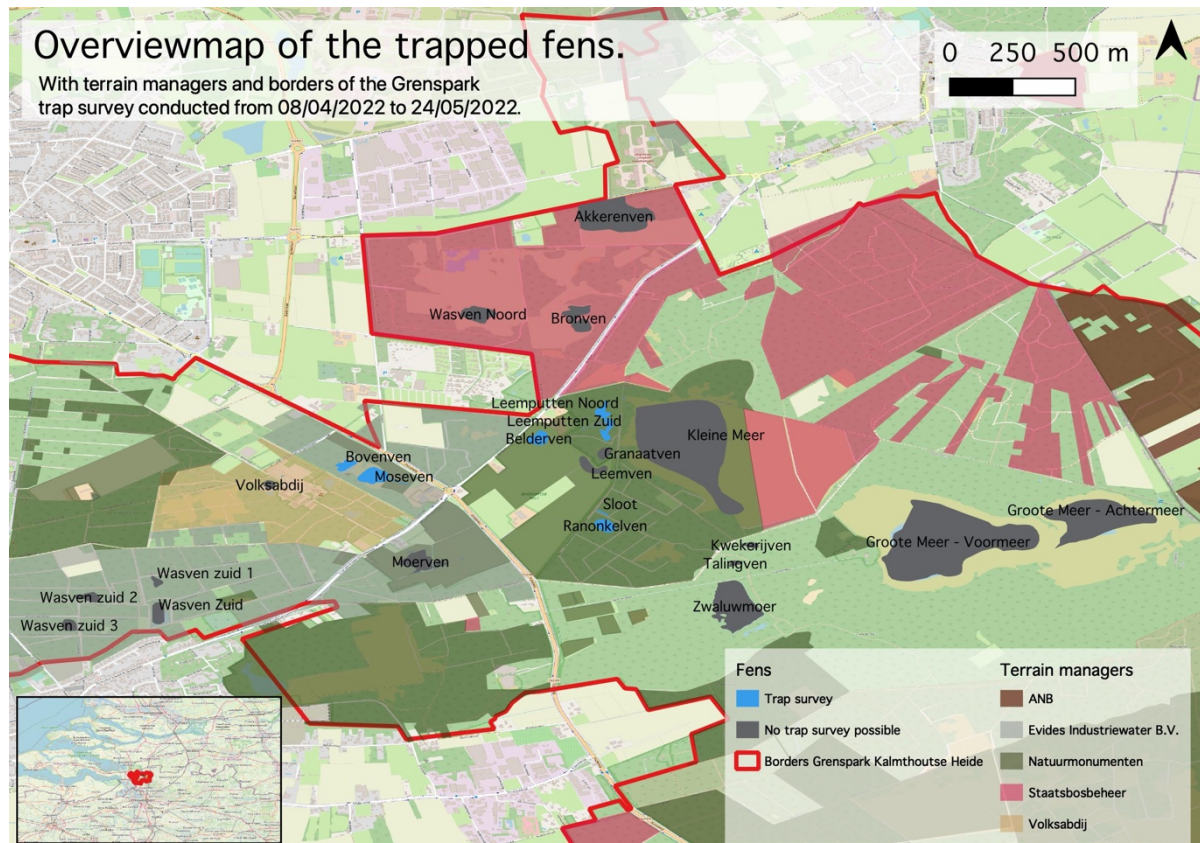 Overviewmap of the trapped fens.
With terrain managers and borders of the Grenspark
trap survey conducted from 08/04/2022 to 24/05/2022.
0 250 500 m
Akkerenven
Wasven Noord
Bronven
Leemputten Noord
Leemputten Zuid
Belderven
Kleine Meer
Granaatven
Leemven
Bovenven
Moseven
Volksabdij
Sloot
Ranonkelven
Groote Meer - Achtermeer
Groote Meer - Voormeer
Kwekerijven
Talingven
Moerven
Wasven zuid 1
Wasven zuid 2
Wasven Zuid
Wasven zuid 3
Zwaluwmoer
Fens
Trap survey
No trap survey possible
Borders Grenspark Kalmthoutse Heide
Terrain managers
ANB
Evides Industriewater B.V.
Natuurmonumenten
Staatsbosbeheer
Volksabdij